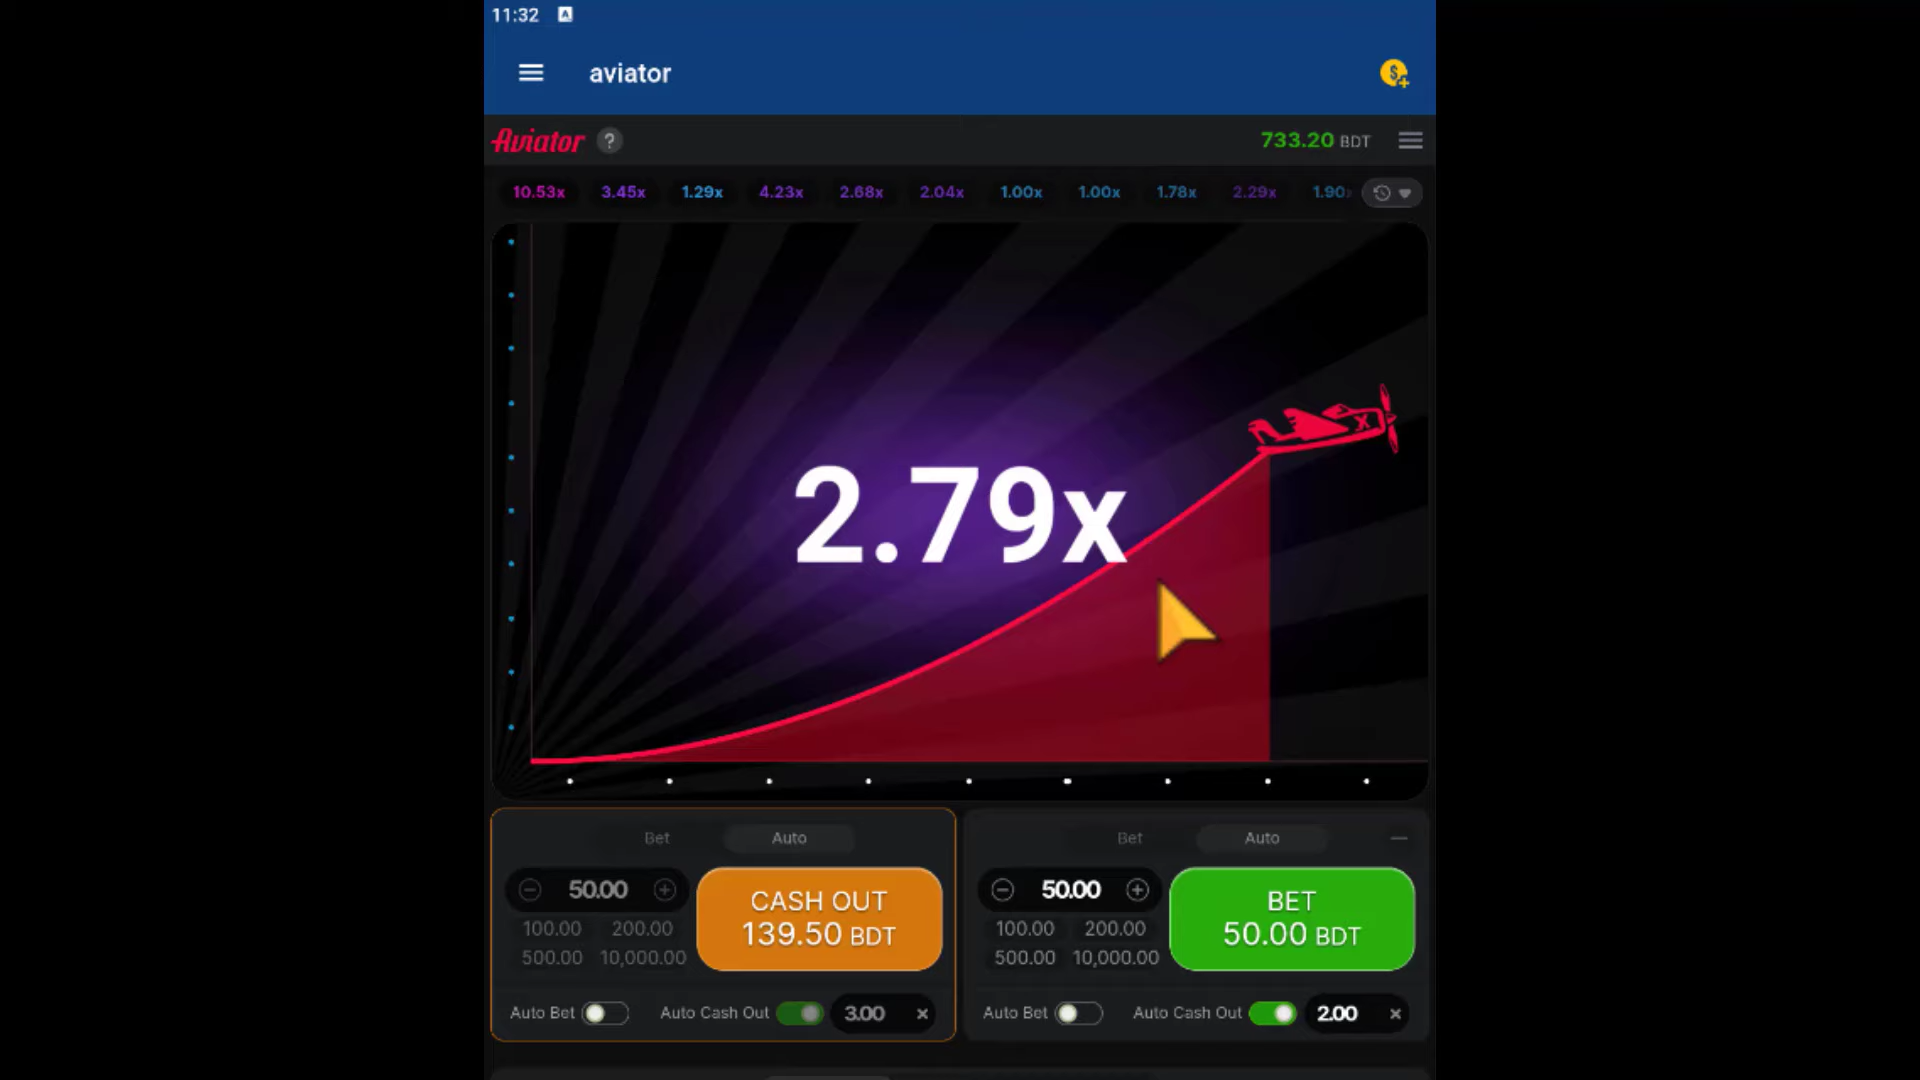 11:32 A
aviator
Aviator ? 733.20 BDT
10.53x 3.45x 1.29x 4.23x 2.68x 2.04x 1.00x 1.00x 1.78x 2.29x 1.90x
2.79x
Bet Auto
50.00
CASH OUT
139.50 BDT
100.00 200.00
500.00 10,000.00
Auto Bet Auto Cash Out 3.00
Bet Auto
50.00
BET
50.00 BDT
100.00 200.00
500.00 10,000.00
Auto Bet Auto Cash Out 2.00